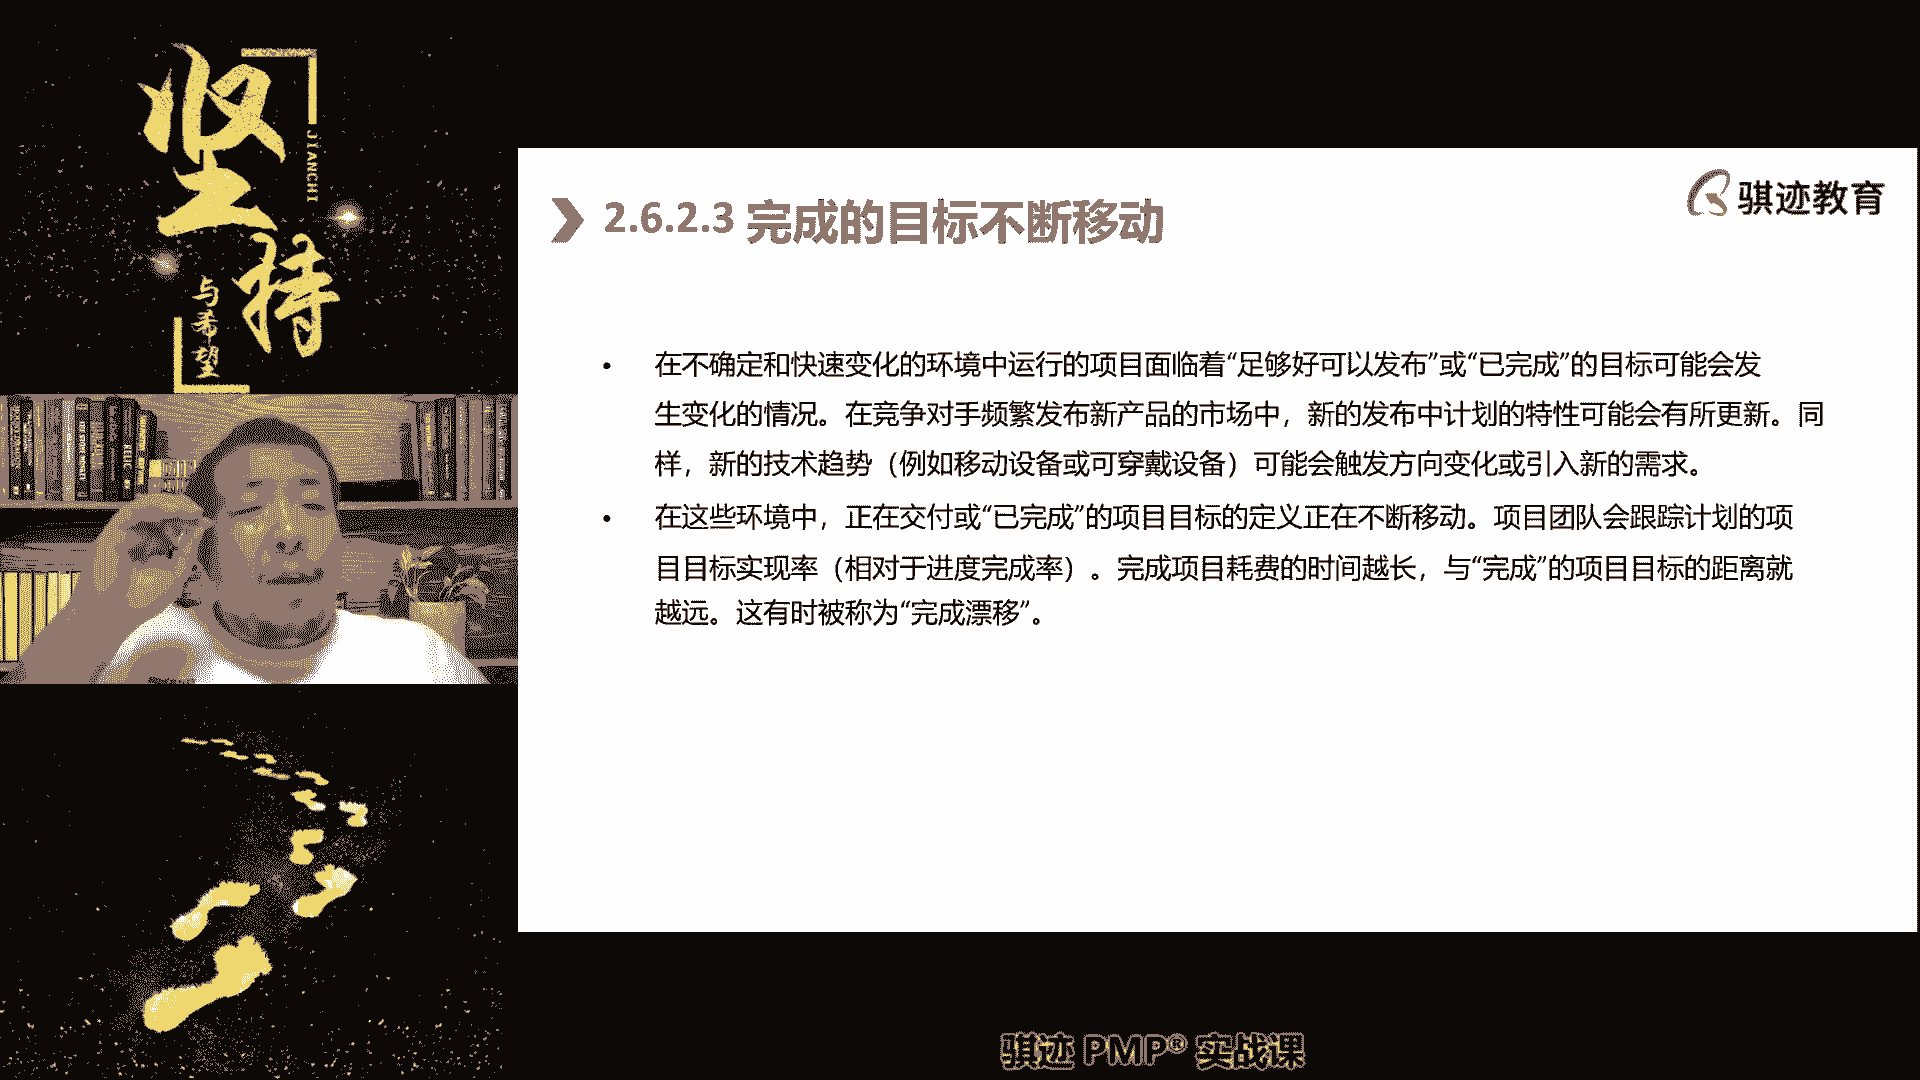 坚持
JIANCHI
与希望
骐迹教育
2.6.2.3 完成的目标不断移动
• 在不确定和快速变化的环境中运行的项目面临着“足够好可以发布”或“已完成”的目标可能会发
生变化的情况。在竞争对手频繁发布新产品的市场中，新的发布中计划的特性可能会有所更新。同
样，新的技术趋势（例如移动设备或可穿戴设备）可能会触发方向变化或引入新的需求。
• 在这些环境中，正在交付或“已完成”的项目目标的定义正在不断移动。项目团队会跟踪计划的项
目目标实现率（相对于进度完成率）。完成项目耗费的时间越长，与“完成”的项目目标的距离就
越远。这有时被称为“完成漂移”。
骐迹 PMP® 实战课